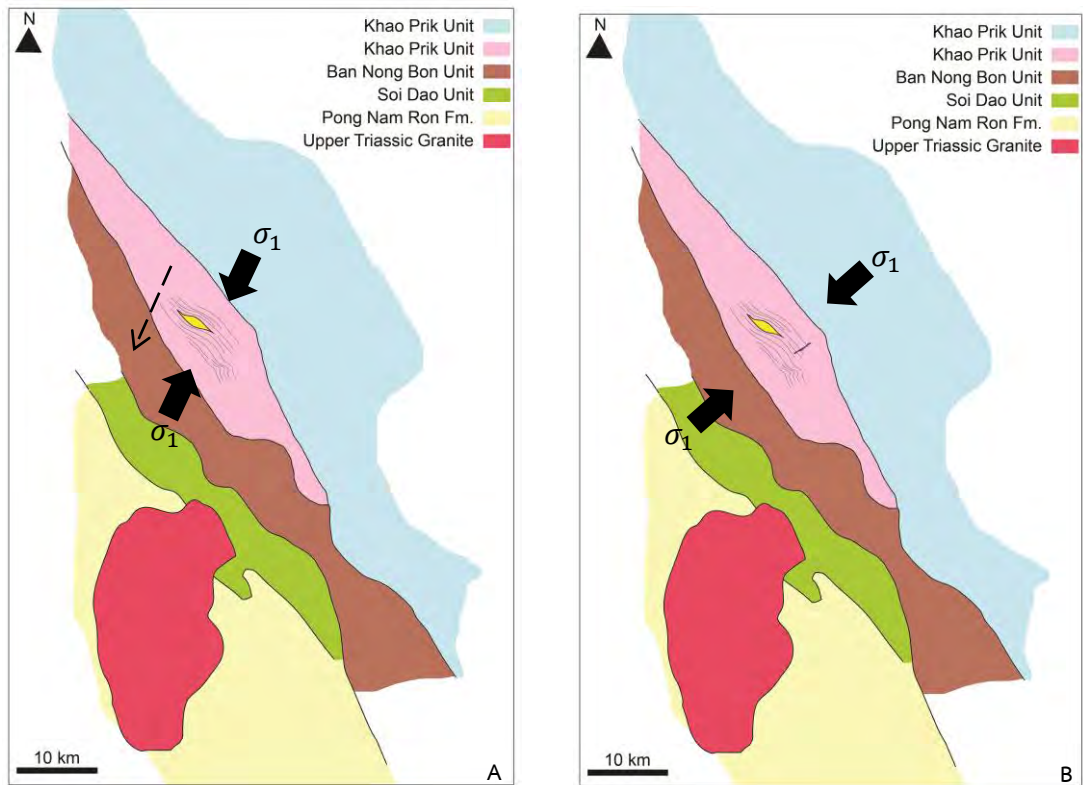 N
Khao Prik Unit
Khao Prik Unit
Ban Nong Bon Unit
Soi Dao Unit
Pong Nam Ron Fm.
Upper Triassic Granite
σ1
σ1
10 km
A
N
Khao Prik Unit
Khao Prik Unit
Ban Nong Bon Unit
Soi Dao Unit
Pong Nam Ron Fm.
Upper Triassic Granite
σ1
σ1
10 km
B